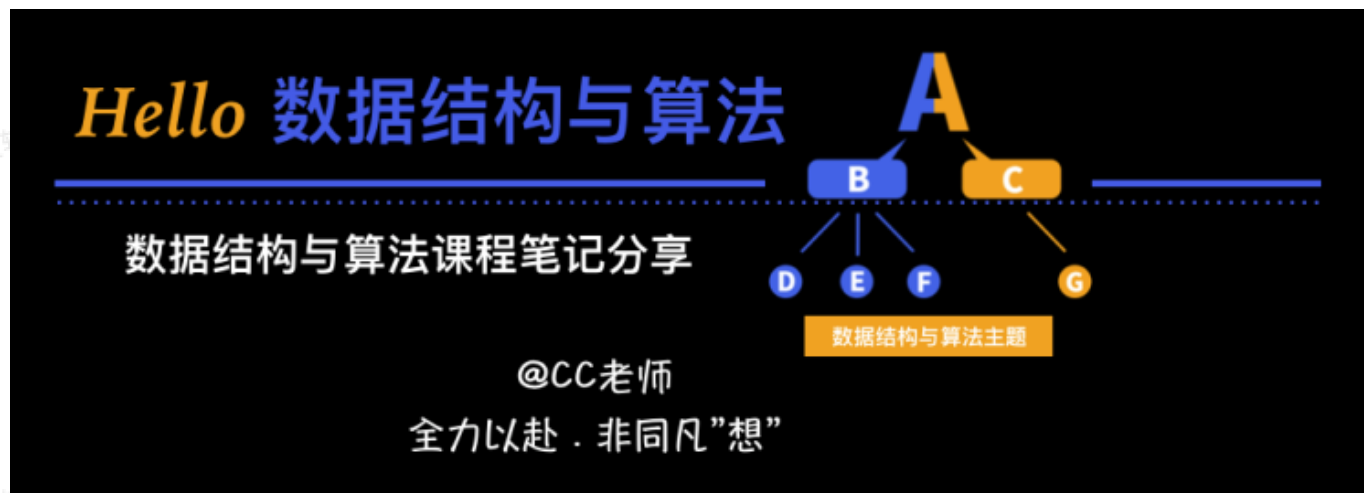 Hello 数据结构与算法
A
B
C
数据结构与算法课程笔记分享
D
E
F
G
数据结构与算法主题
@CC老师
全力以赴.非同凡"想"